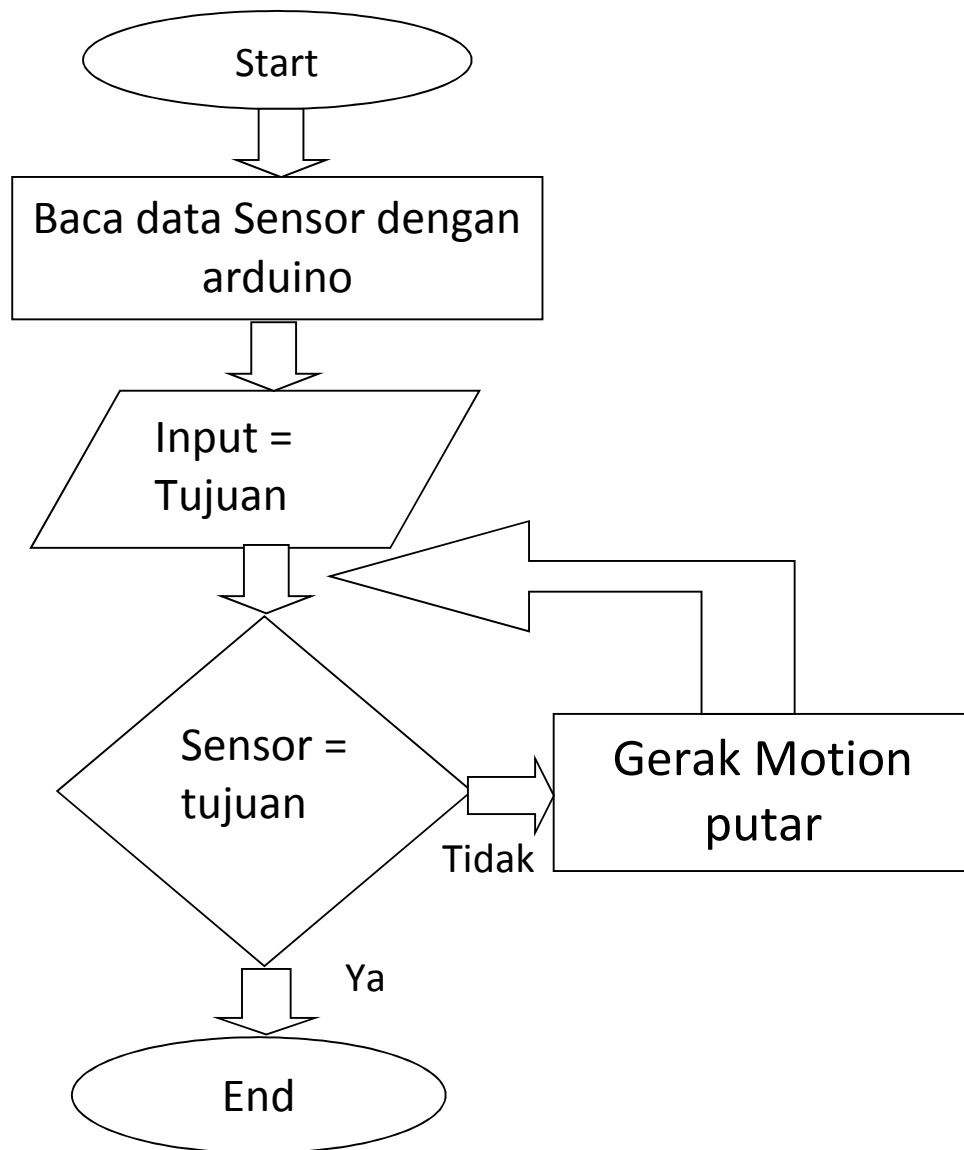 Start
Baca data Sensor dengan
arduino
Input =
Tujuan
Sensor =
tujuan
Tidak
Gerak Motion
putar
Ya
End